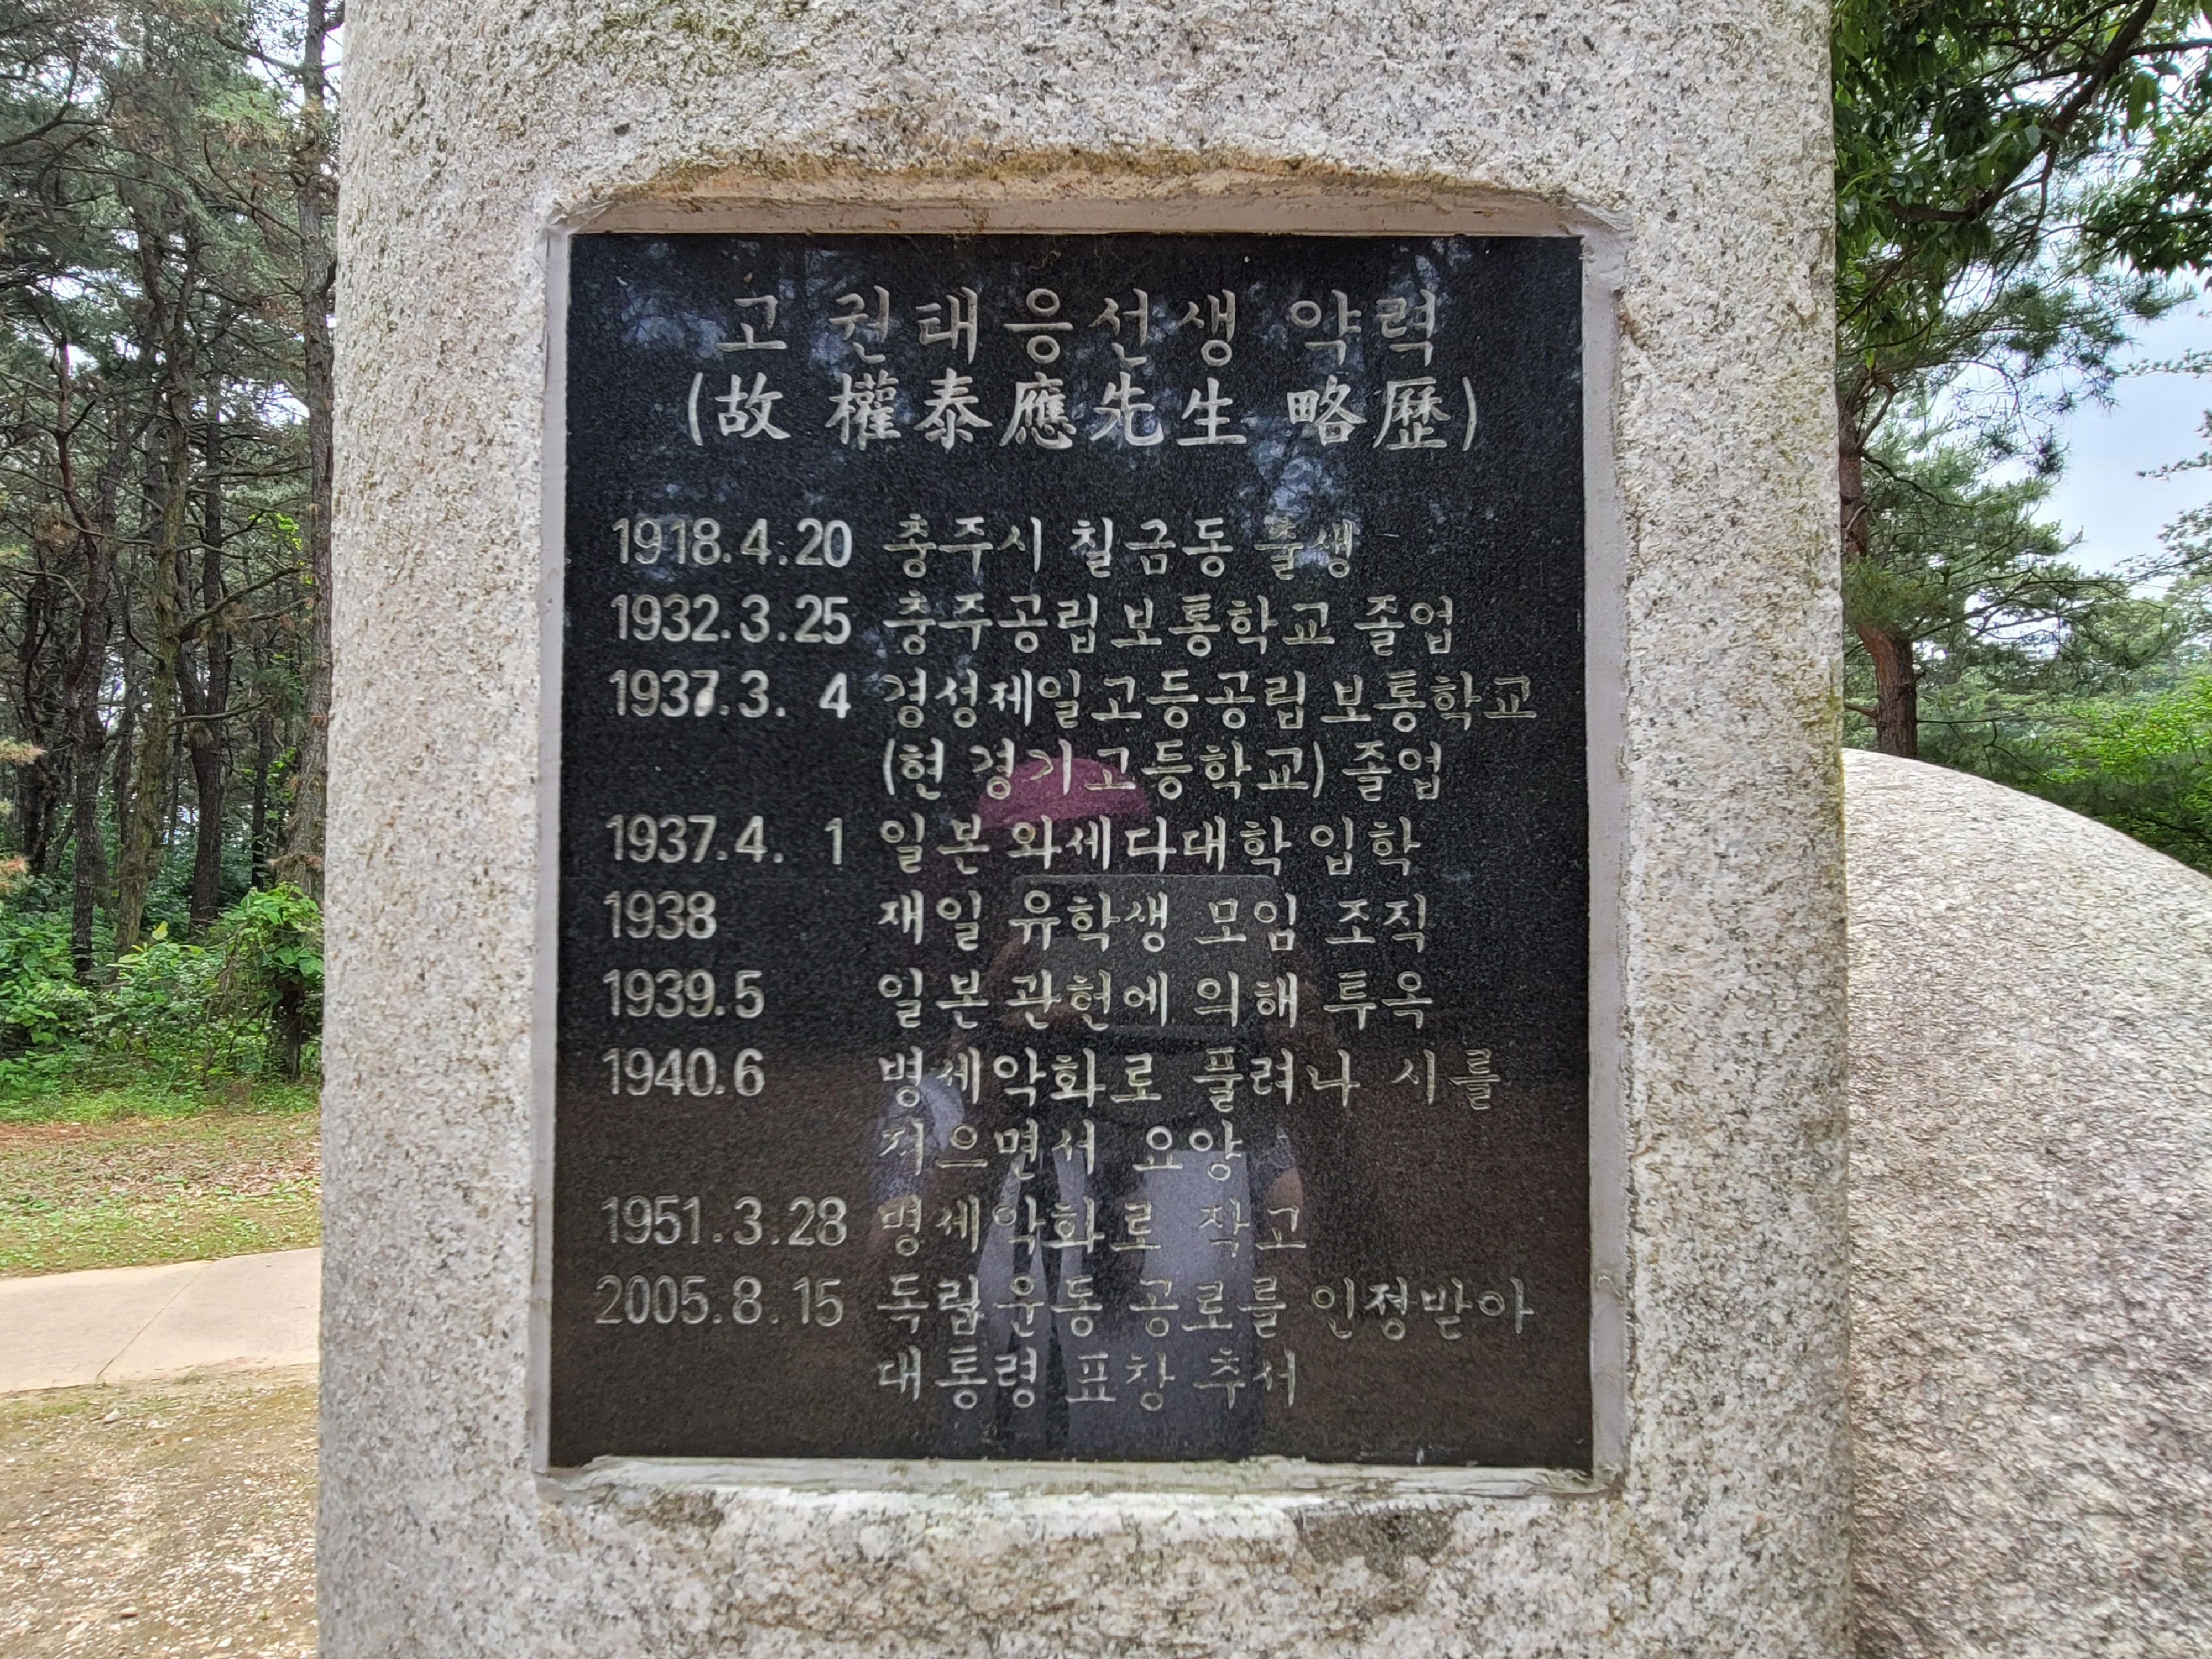 고 권태응선생 약력
(故 權泰應先生 略歷)
1918.4.20 충주시 칠금동 출생
1932.3.25 충주공립보통학교 졸업
1937.3. 4 경성제일고등공립보통학교
(현 경기고등학교) 졸업
1937.4. 1 일본 와세다대학 입학
1938 재일 유학생 모임 조직
1939.5 일본 관헌에 의해 투옥
1940.6 병세악화로 풀려나 시를
지으면서 요양
1951.3.28 병세악화로 작고
2005.8.15 독립운동 공로를 인정받아
대통령 표창 추서